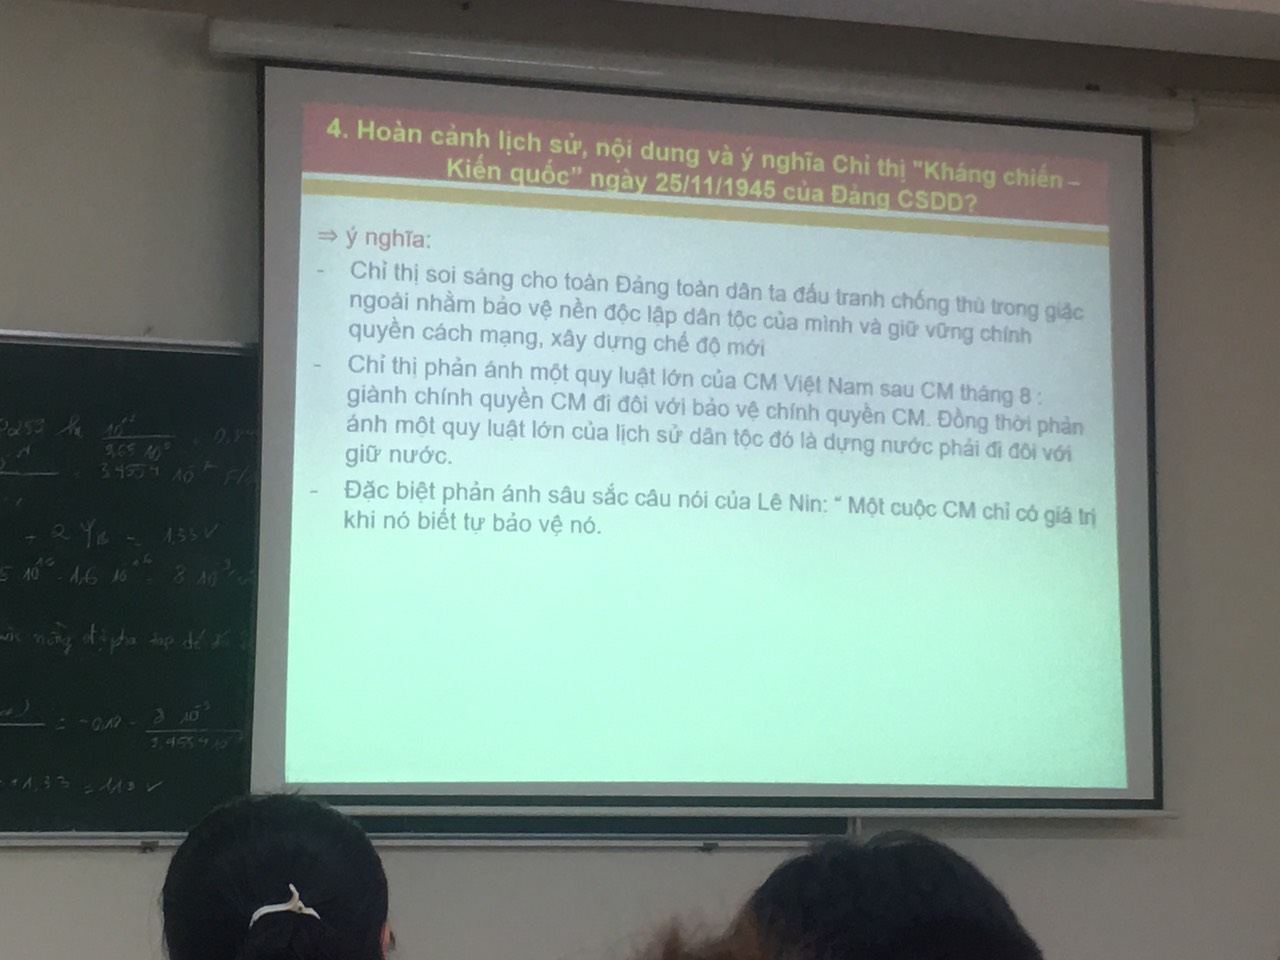 4. Hoàn cảnh lịch sử, nội dung và ý nghĩa Chỉ thị "Kháng chiến –
Kiến quốc" ngày 25/11/1945 của Đảng CSDD?
⇒ ý nghĩa:
- Chỉ thị soi sáng cho toàn Đảng toàn dân ta đấu tranh chống thù trong giặc
ngoài nhằm bảo vệ nền độc lập dân tộc của mình và giữ vững chính
quyền cách mạng, xây dựng chế độ mới
- Chỉ thị phản ánh một quy luật lớn của CM Việt Nam sau CM tháng 8 :
giành chính quyền CM đi đôi với bảo vệ chính quyền CM. Đồng thời phản
ánh một quy luật lớn của lịch sử dân tộc đó là dựng nước phải đi đôi với
giữ nước.
- Đặc biệt phản ánh sâu sắc câu nói của Lê Nin: " Một cuộc CM chỉ có giá trị
khi nó biết tự bảo vệ nó.